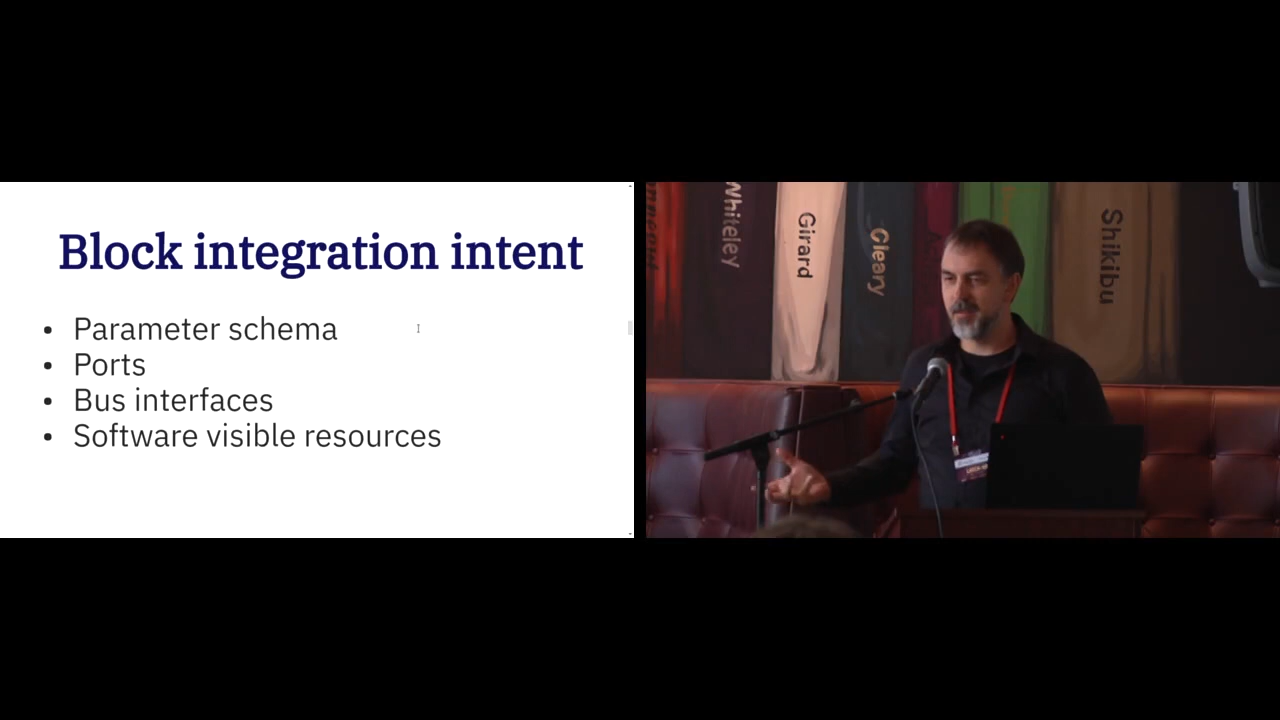 Block integration intent
• Parameter schema
• Ports
• Bus interfaces
• Software visible resources
Whiteley
Girard
Cleary
Shikibu